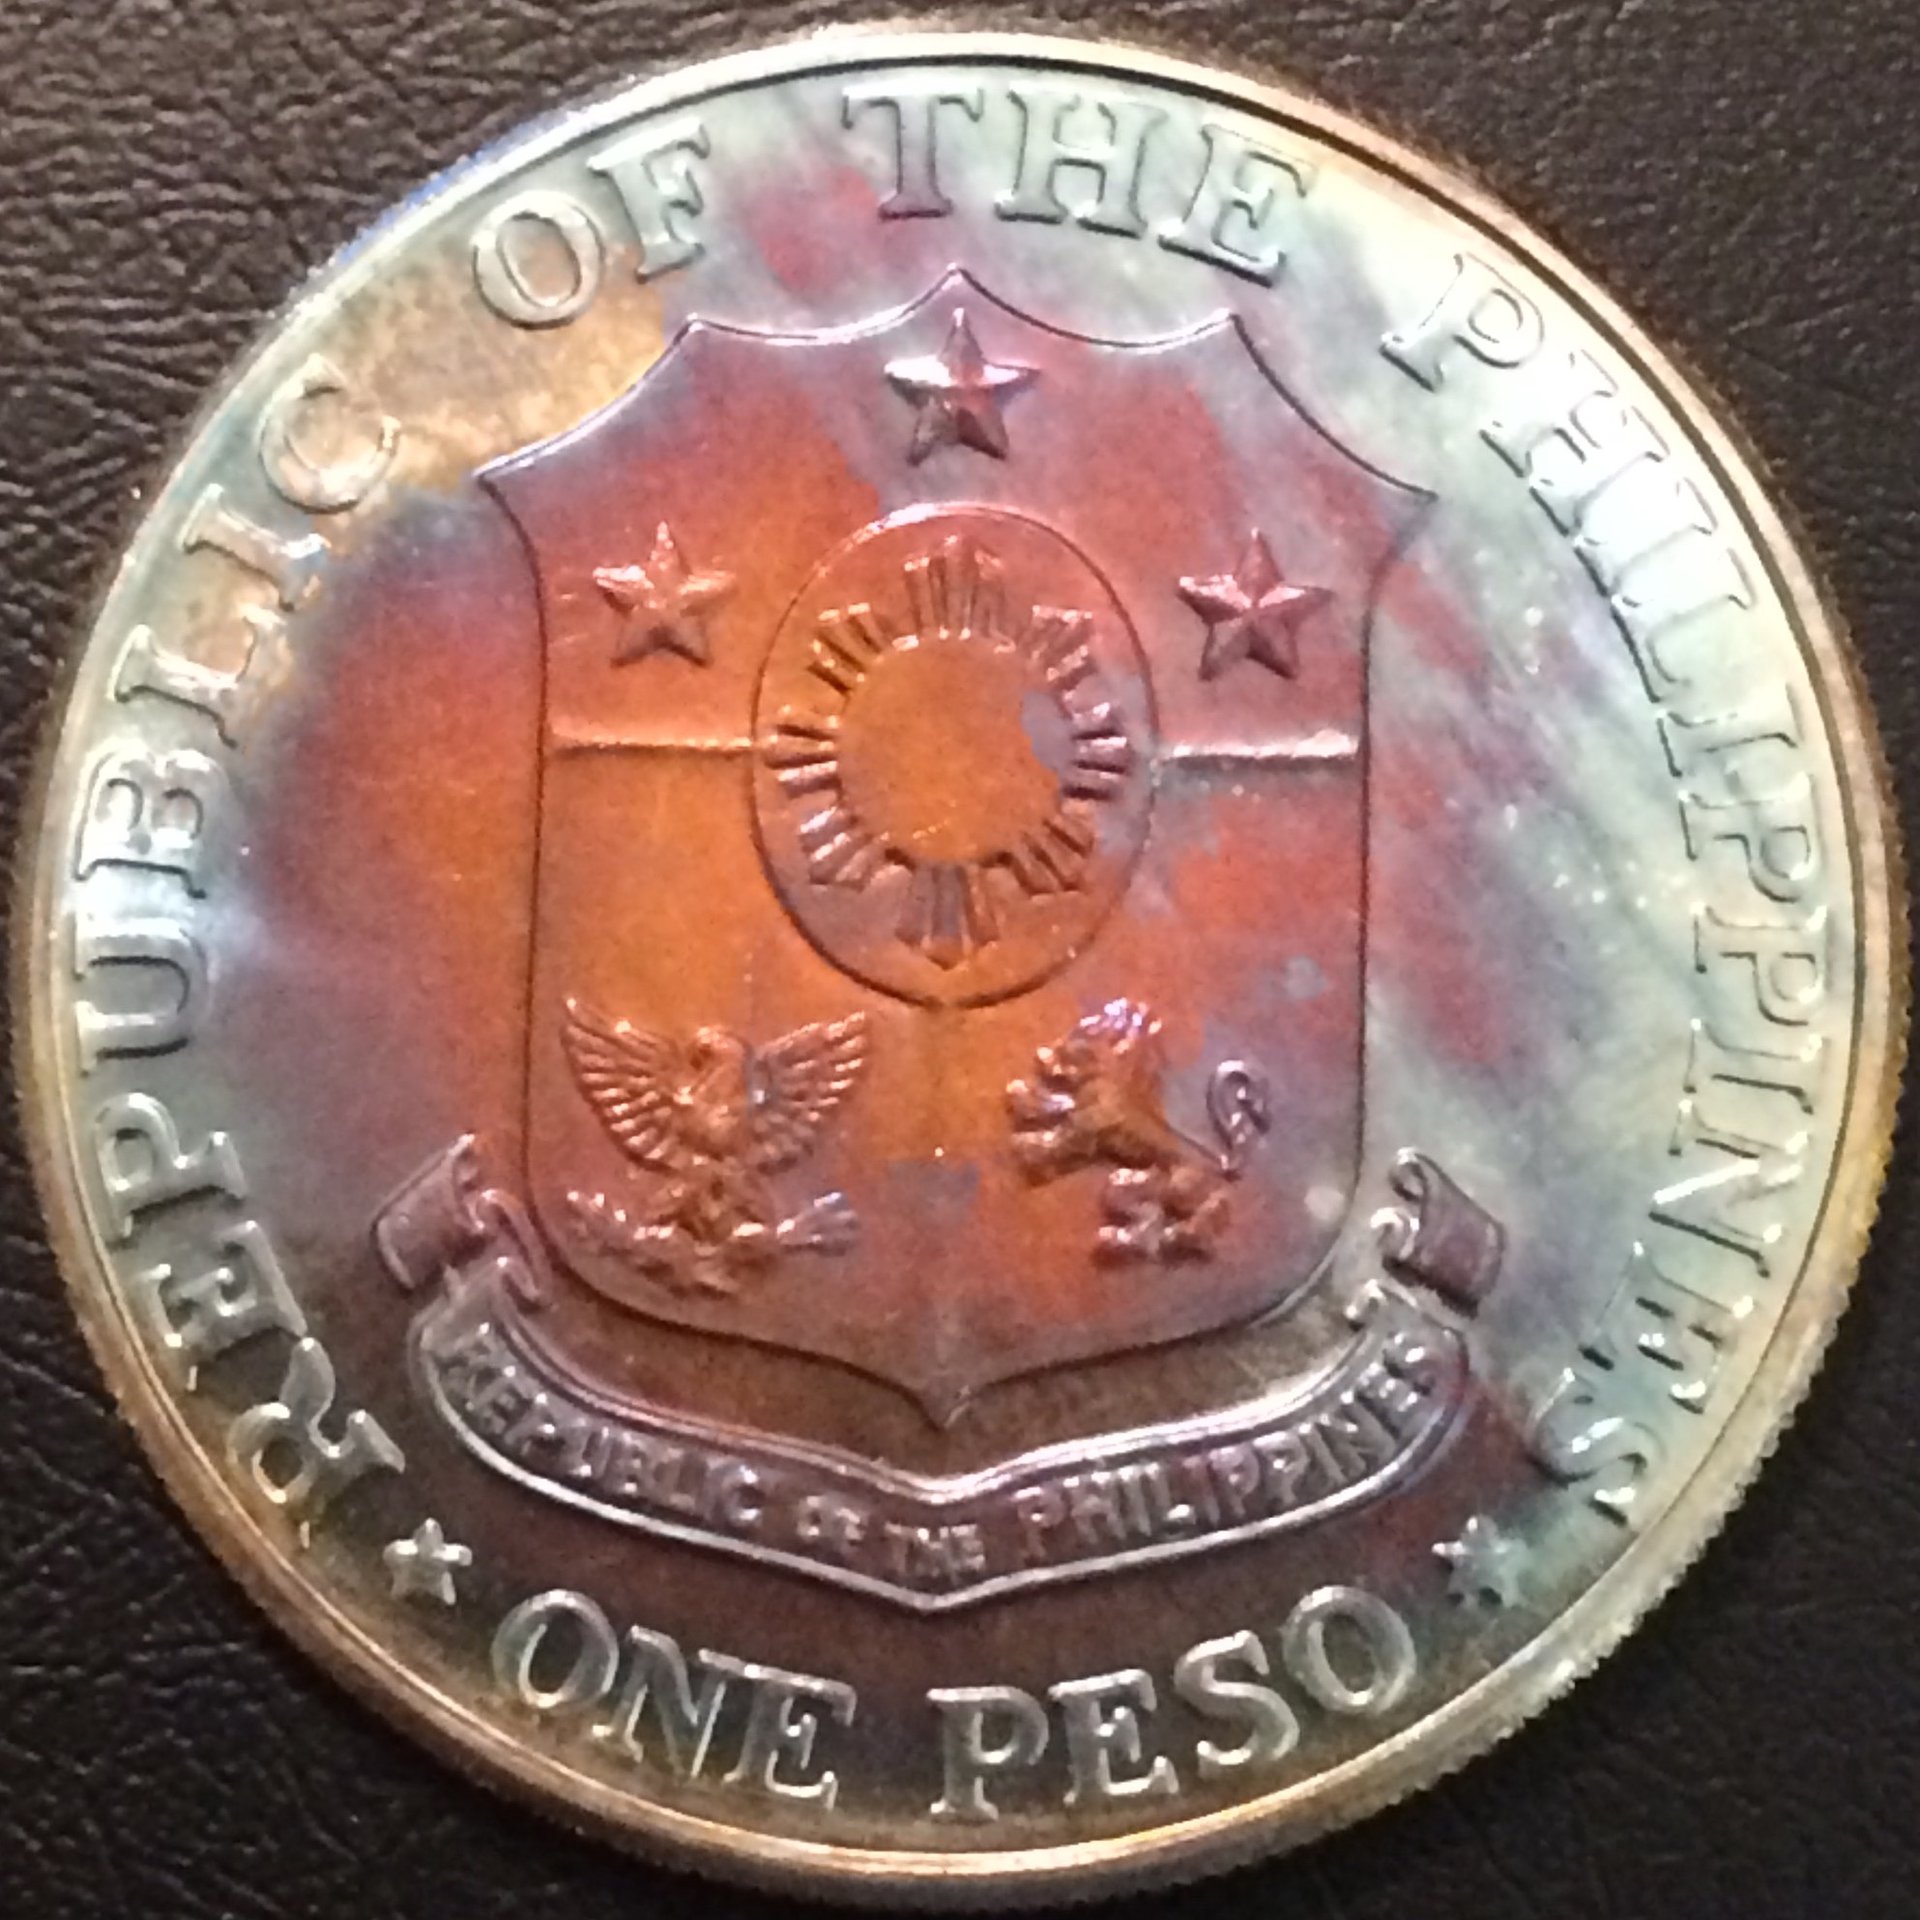 REPUBLIC OF THE PHILIPPINES
REPUBLIC OF THE PHILIPPINES
★ ONE PESO ★